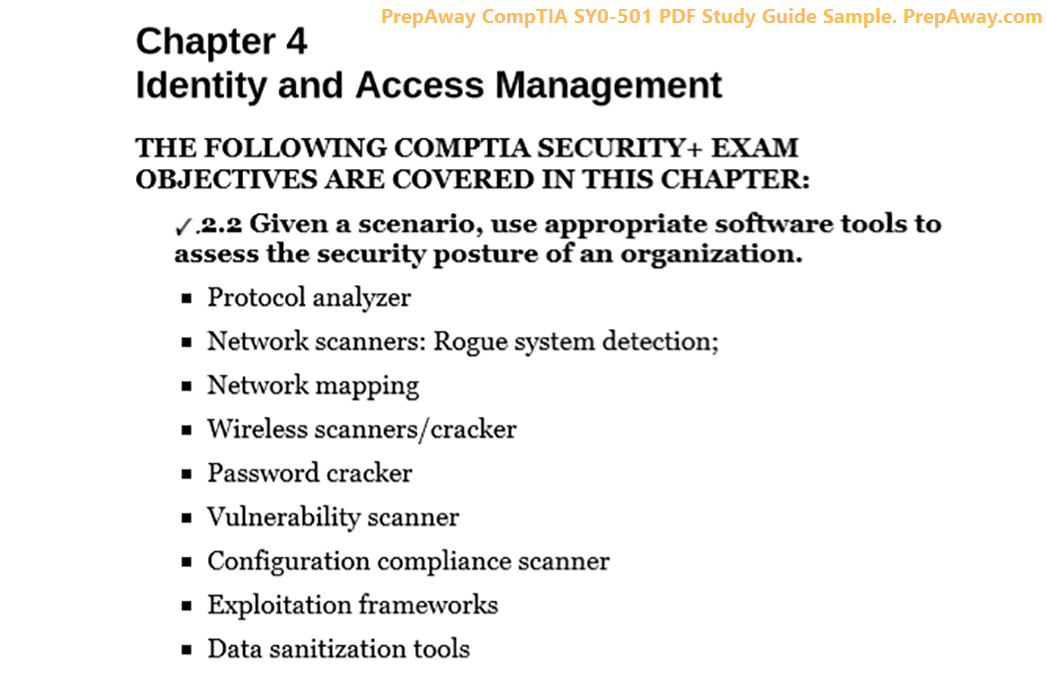 PrepAway CompTIA SY0-501 PDF Study Guide Sample. PrepAway.com
Chapter 4
Identity and Access Management
THE FOLLOWING COMPTIA SECURITY+ EXAM
OBJECTIVES ARE COVERED IN THIS CHAPTER:
✓.2.2 Given a scenario, use appropriate software tools to
assess the security posture of an organization.
▪ Protocol analyzer
▪ Network scanners: Rogue system detection;
▪ Network mapping
▪ Wireless scanners/cracker
▪ Password cracker
▪ Vulnerability scanner
▪ Configuration compliance scanner
▪ Exploitation frameworks
▪ Data sanitization tools